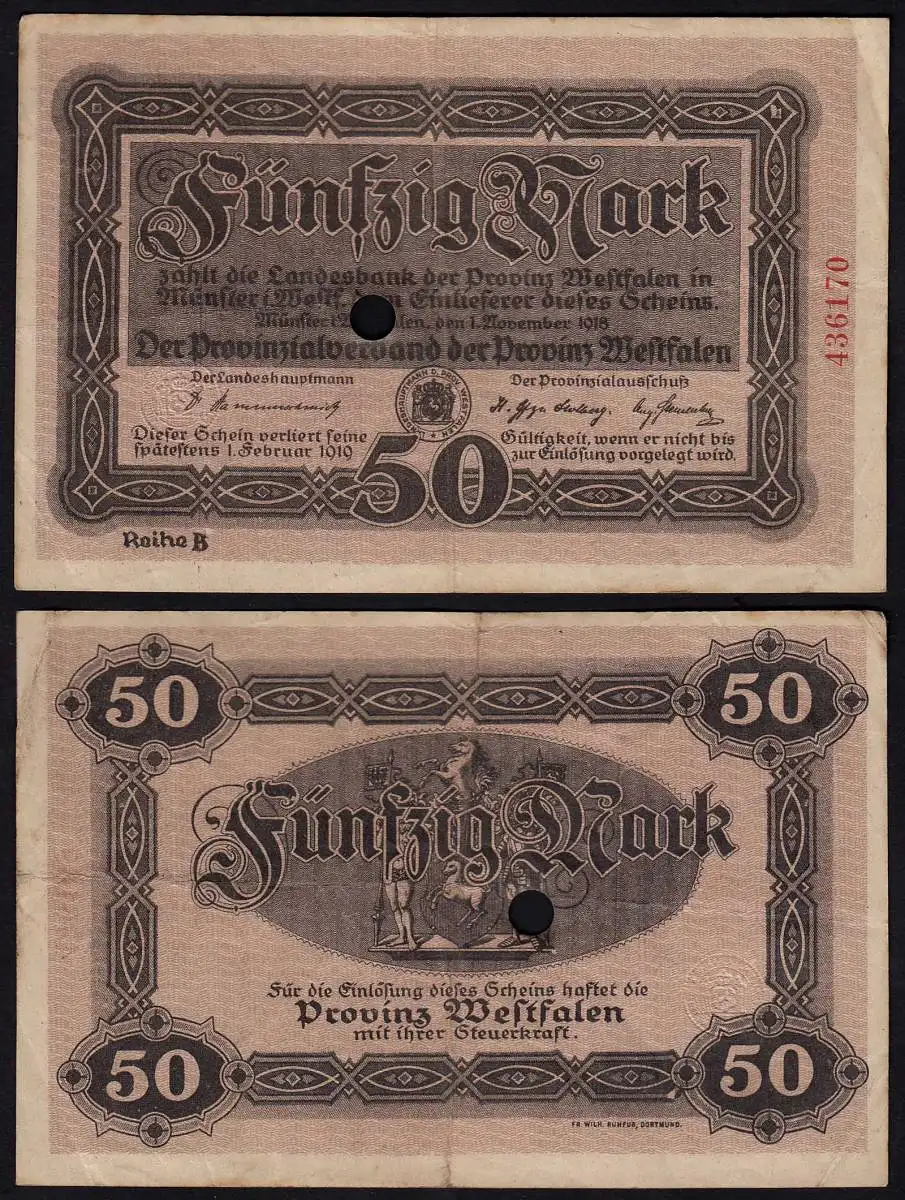 Fünfzig Mark
zahlt die Landesbank der Provinz Westfalen in
Münster i. Westf. dem Einlieferer dieses Scheins.
Münster i. len, den 1. November 1918
Der Provinzialverband der Provinz Westfalen
Der Landeshauptmann
Der Provinzialausschuß
LANDESHAUPTMANN D. PROV. WESTFALEN
Dieser Schein verliert seine Gültigkeit, wenn er nicht bis
spätestens 1. Februar 1919 zur Einlösung vorgelegt wird.
50
Reihe B
436170
50
50
Fünfzig Mark
Für die Einlösung dieses Scheins haftet die
Provinz Westfalen
mit ihrer Steuerkraft.
50
50
FR. WILH. RUHFUS, DORTMUND.